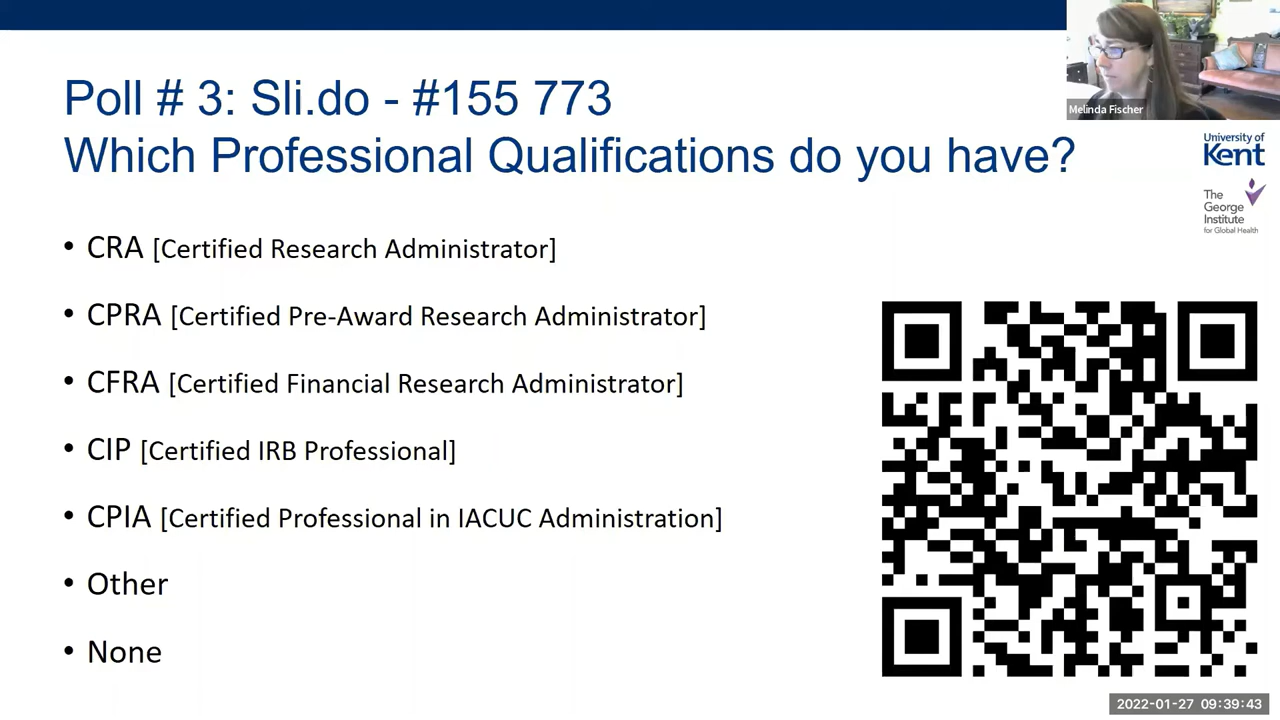 Poll # 3: Sli.do - #155 773
Which Professional Qualifications do you have?
Melinda Fischer
University of
Kent
The
George
Institute
for Global Health
• CRA [Certified Research Administrator]
• CPRA [Certified Pre-Award Research Administrator]
• CFRA [Certified Financial Research Administrator]
• CIP [Certified IRB Professional]
• CPIA [Certified Professional in IACUC Administration]
• Other
• None
2022-01-27 09:39:43